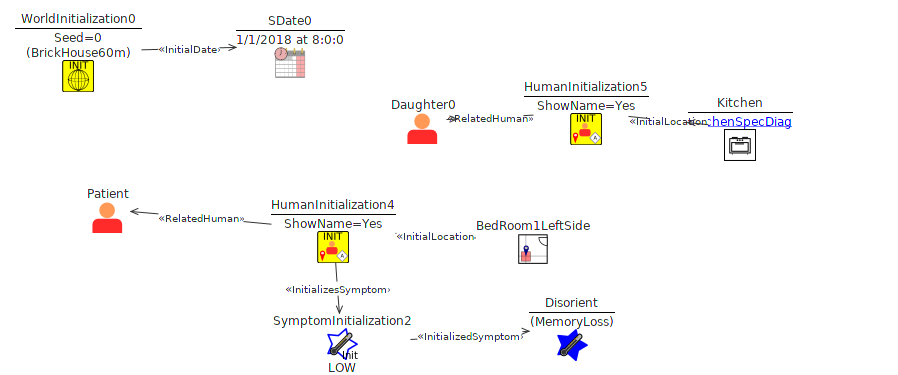 WorldInitialization0
Seed=0
(BrickHouse60m)
INIT
«InitialDate»
SDate0
1/1/2018 at 8:0:0
Daughter0
«RelatedHuman»
HumanInitialization5
ShowName=Yes
INIT
A
«InitialLocation
Kitchen
chenSpecDiag
Patient
«RelatedHuman»
HumanInitialization4
ShowName=Yes
INIT
A
«InitialLocation
BedRoom1LeftSide
«InitializesSymptom»
SymptomInitialization2
Init
LOW
«InitializedSymptom»
Disorient
(MemoryLoss)